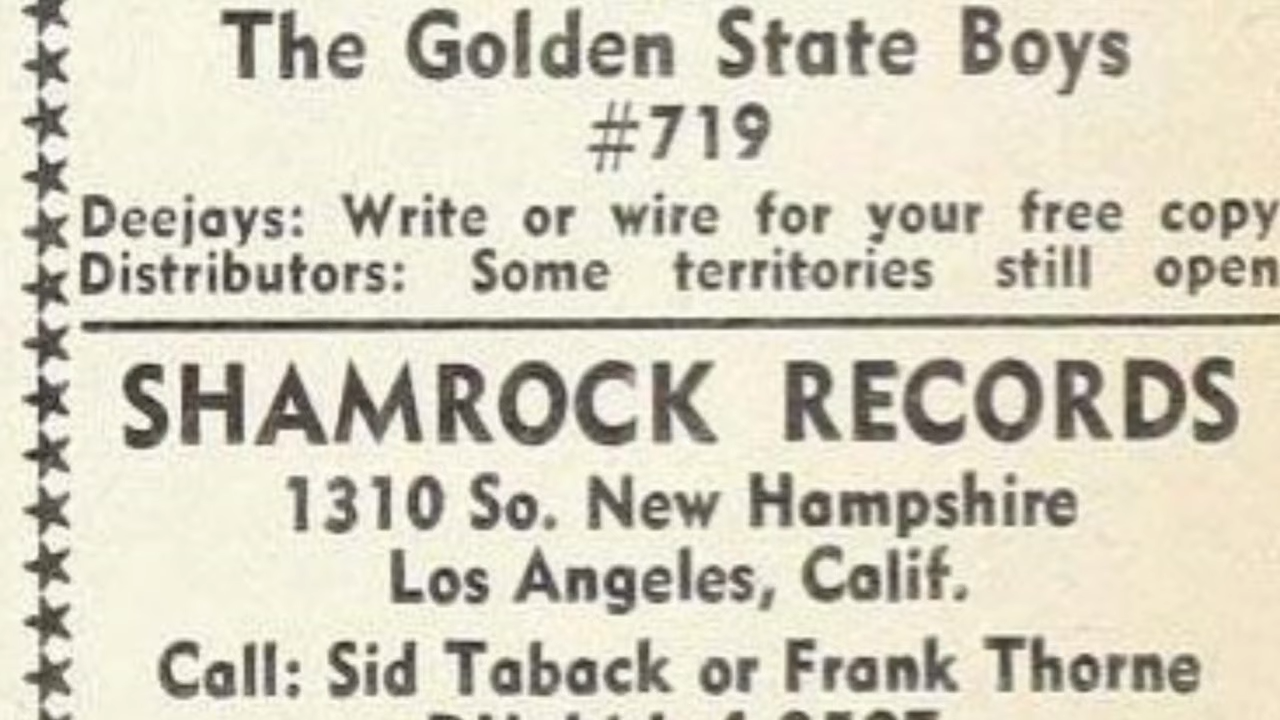 The Golden State Boys
#719
Deejays: Write or wire for your free copy
Distributors: Some territories still open
SHAMROCK RECORDS
1310 So. New Hampshire
Los Angeles, Calif.
Call: Sid Taback or Frank Thorne